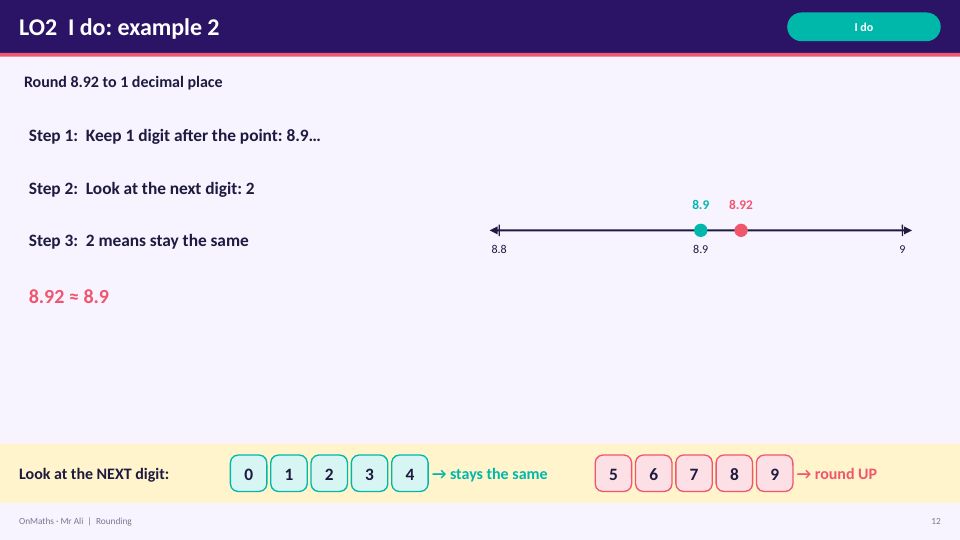 LO2  I do: example 2
I do
Round 8.92 to 1 decimal place
Step 1:  Keep 1 digit after the point: 8.9…
Step 2:  Look at the next digit: 2
Step 3:  2 means stay the same
8.92 ≈ 8.9
8.9 8.92
8.8 8.9 9
Look at the NEXT digit: 0 1 2 3 4 → stays the same 5 6 7 8 9 → round UP
OnMaths - Mr Ali | Rounding 12